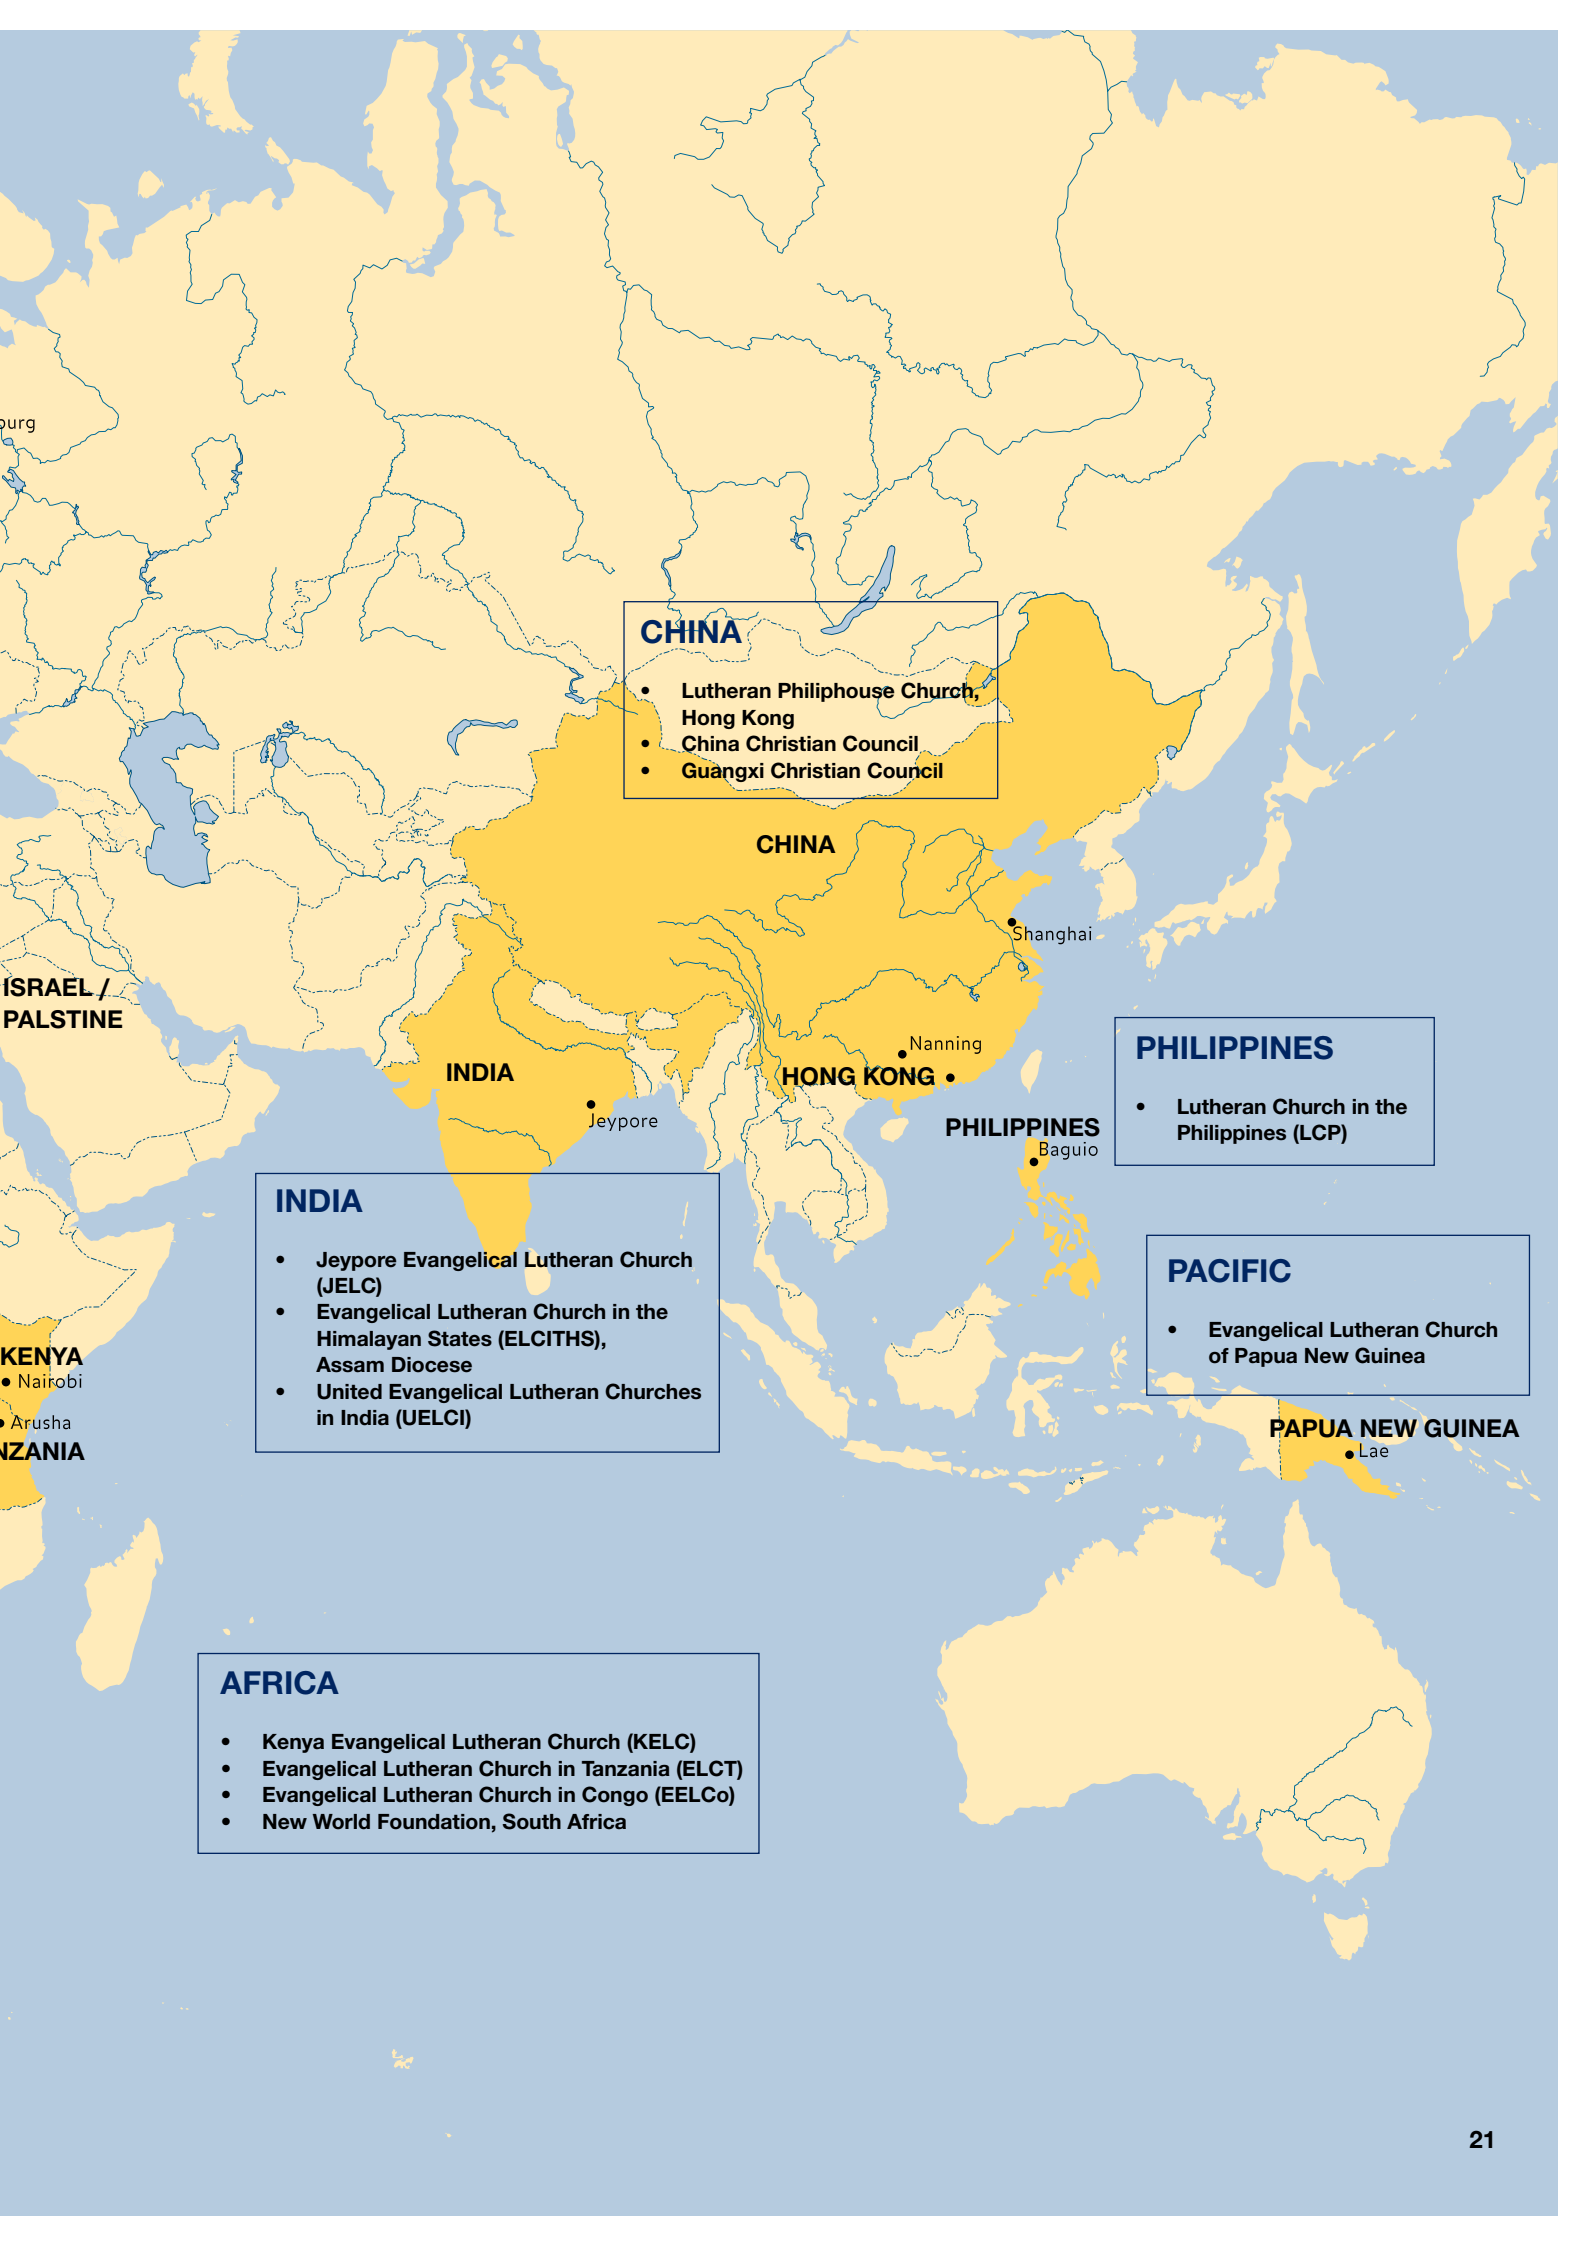 ourg
CHINA
• Lutheran Philiphouse Church,
Hong Kong
• China Christian Council
• Guangxi Christian Council
CHINA
Shanghai
ISRAEL /
PALSTINE
Nanning
HONG KONG
INDIA
Jeypore
PHILIPPINES
• Lutheran Church in the
Philippines (LCP)
PHILIPPINES
Baguio
INDIA
• Jeypore Evangelical Lutheran Church
(JELC)
• Evangelical Lutheran Church in the
Himalayan States (ELCITHS),
Assam Diocese
• United Evangelical Lutheran Churches
in India (UELCI)
PACIFIC
• Evangelical Lutheran Church
of Papua New Guinea
KENYA
Nairobi
Arusha
NZANIA
PAPUA NEW GUINEA
Lae
AFRICA
• Kenya Evangelical Lutheran Church (KELC)
• Evangelical Lutheran Church in Tanzania (ELCT)
• Evangelical Lutheran Church in Congo (EELCo)
• New World Foundation, South Africa
21